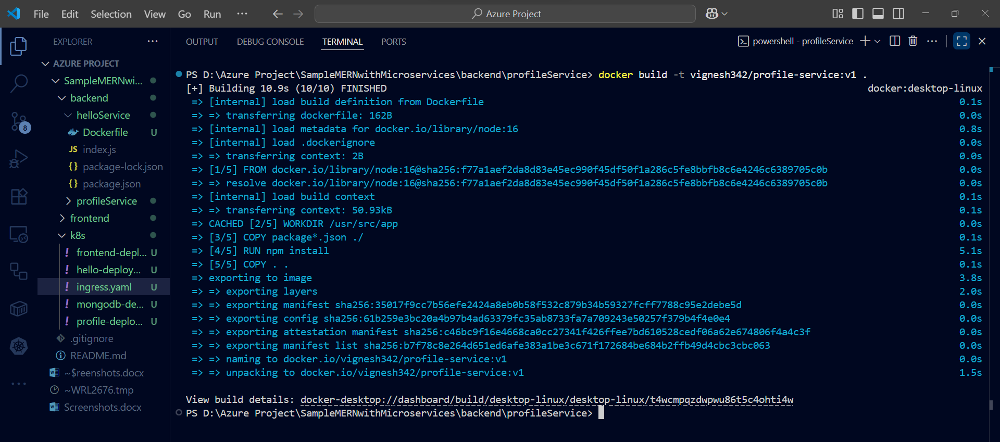 File Edit Selection View Go Run ···
Azure Project
EXPLORER ···
AZURE PROJECT
SampleMERNwi...
backend
helloService
Dockerfile U
JS index.js
{} package-lock.json
{} package.json
profileService
frontend
k8s
! frontend-depl... U
! hello-deploy... U
! ingress.yaml U
! mongodb-de... U
! profile-deplo... U
.gitignore
README.md
~$reenshots.docx
~WRL2676.tmp
Screenshots.docx
8
OUTPUT DEBUG CONSOLE TERMINAL PORTS
powershell - profileService
PS D:\Azure Project\SampleMERNwithMicroservices\backend\profileService> docker build -t vignesh342/profile-service:v1 .
[+] Building 10.9s (10/10) FINISHED docker:desktop-linux
=> [internal] load build definition from Dockerfile 0.1s
=> => transferring dockerfile: 162B 0.0s
=> [internal] load metadata for docker.io/library/node:16 0.8s
=> [internal] load .dockerignore 0.0s
=> => transferring context: 2B 0.0s
=> [1/5] FROM docker.io/library/node:16@sha256:f77a1aef2da8d83e45ec990f45df50f1a286c5fe8bbfb8c6e4246c6389705c0b 0.0s
=> => resolve docker.io/library/node:16@sha256:f77a1aef2da8d83e45ec990f45df50f1a286c5fe8bbfb8c6e4246c6389705c0b 0.0s
=> [internal] load build context 0.1s
=> => transferring context: 50.93kB 0.1s
=> CACHED [2/5] WORKDIR /usr/src/app 0.0s
=> [3/5] COPY package*.json ./ 0.1s
=> [4/5] RUN npm install 5.1s
=> [5/5] COPY . . 0.1s
=> exporting to image 3.8s
=> => exporting layers 2.0s
=> => exporting manifest sha256:35017f9cc7b56efe2424a8eb0b58f532c879b34b59327fcff7788c95e2debe5d 0.0s
=> => exporting config sha256:61b259e3bc20a4b97b4ad63379fc35ab8733fa7a709243e50257f379b4f4e0e4 0.0s
=> => exporting attestation manifest sha256:c46bc9f16e4668ca0cc27341f426ffee7bd610528cedf06a62e674806f4a4c3f 0.0s
=> => exporting manifest list sha256:b7f78c8e264d651ed6afe383a1be3c671f172684be684b2ffb49d4cbc3cbc063 0.0s
=> => naming to docker.io/vignesh342/profile-service:v1 0.0s
=> => unpacking to docker.io/vignesh342/profile-service:v1 1.5s
View build details: docker-desktop://dashboard/build/desktop-linux/desktop-linux/t4wcmpqzdwpwu86t5c4ohti4w
PS D:\Azure Project\SampleMERNwithMicroservices\backend\profileService>